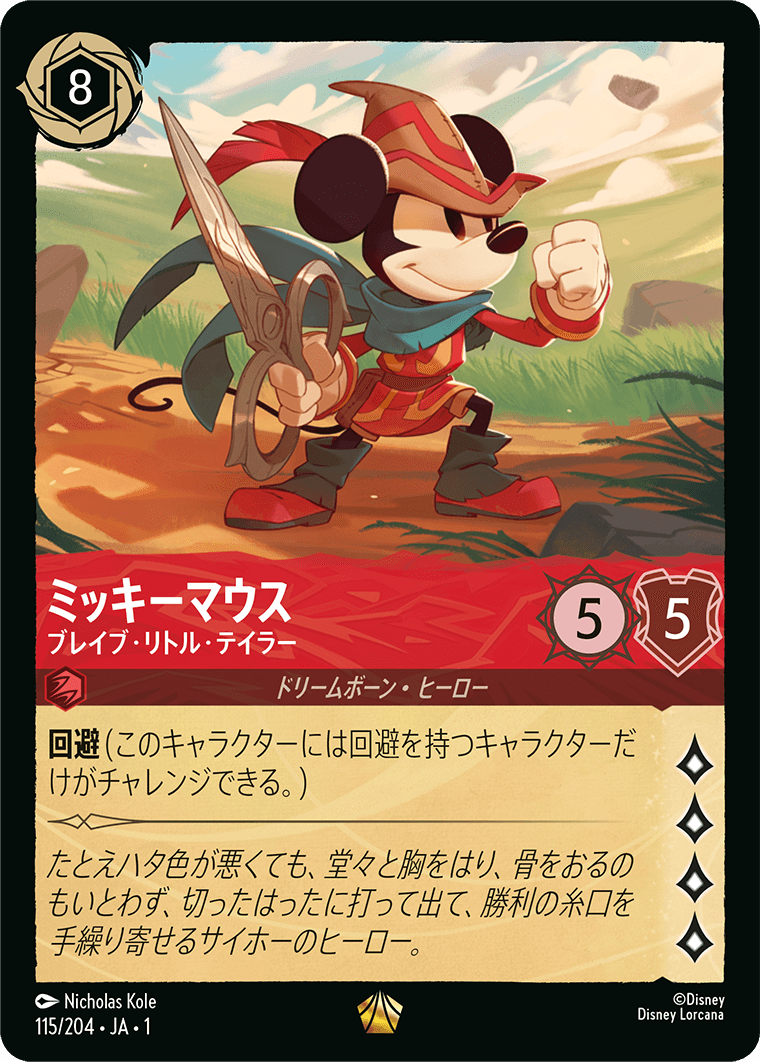 8
ミッキーマウス
ブレイブ・リトル・テイラー
5
5
ドリームボーン・ヒーロー
回避(このキャラクターには回避を持つキャラクターだ
けがチャレンジできる。)
たとえハタ色が悪くても、堂々と胸をはり、骨をおるの
もいとわず、切ったはったに打って出て、勝利の糸口を
手繰り寄せるサイホーのヒーロー。
Nicholas Kole
115/204・JA・1
©Disney
Disney Lorcana